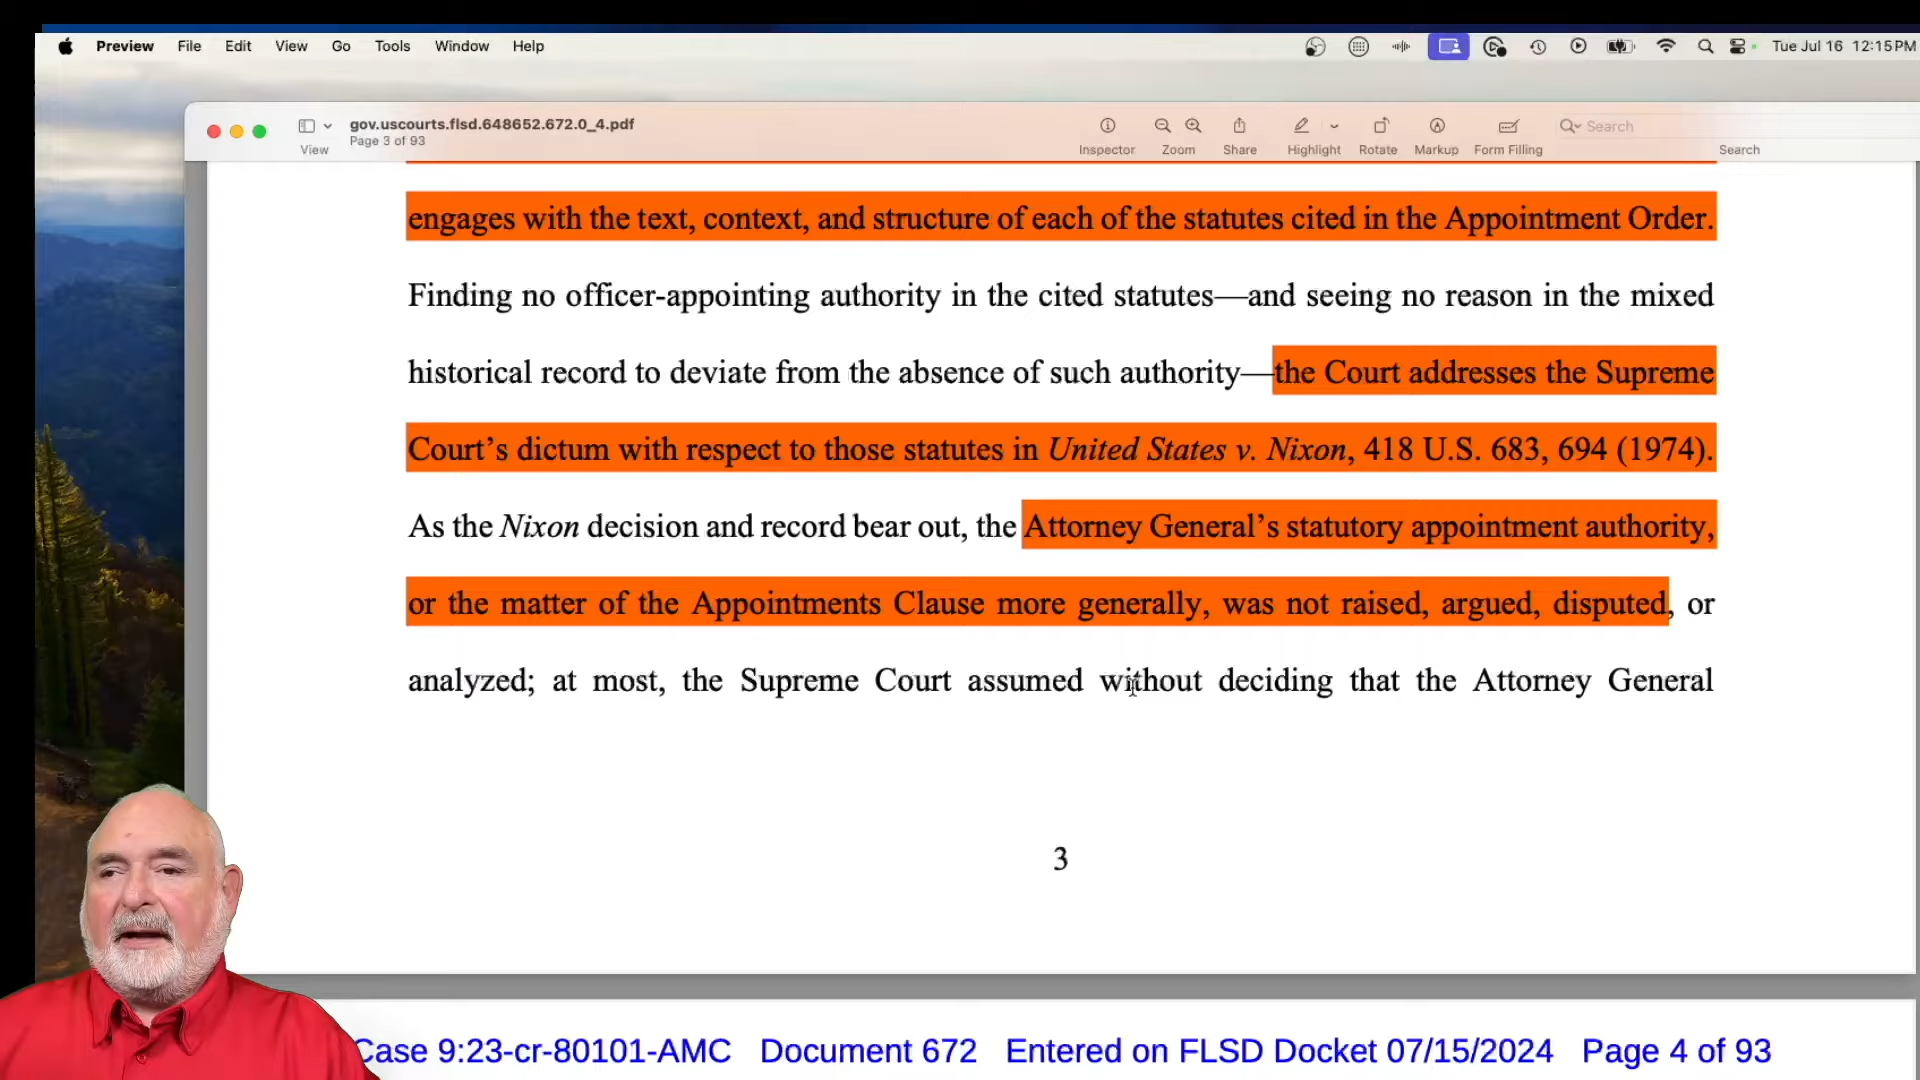 Preview File Edit View Go Tools Window Help Tue Jul 16 12:15 PM
gov.uscourts.flsd.648652.672.0_4.pdf
Page 3 of 93
View Inspector Zoom Share Highlight Rotate Markup Form Filling Search
Search
engages with the text, context, and structure of each of the statutes cited in the Appointment Order.
Finding no officer-appointing authority in the cited statutes—and seeing no reason in the mixed
historical record to deviate from the absence of such authority—the Court addresses the Supreme
Court’s dictum with respect to those statutes in United States v. Nixon, 418 U.S. 683, 694 (1974).
As the Nixon decision and record bear out, the Attorney General’s statutory appointment authority,
or the matter of the Appointments Clause more generally, was not raised, argued, disputed, or
analyzed; at most, the Supreme Court assumed without deciding that the Attorney General
3
Case 9:23-cr-80101-AMC Document 672 Entered on FLSD Docket 07/15/2024 Page 4 of 93